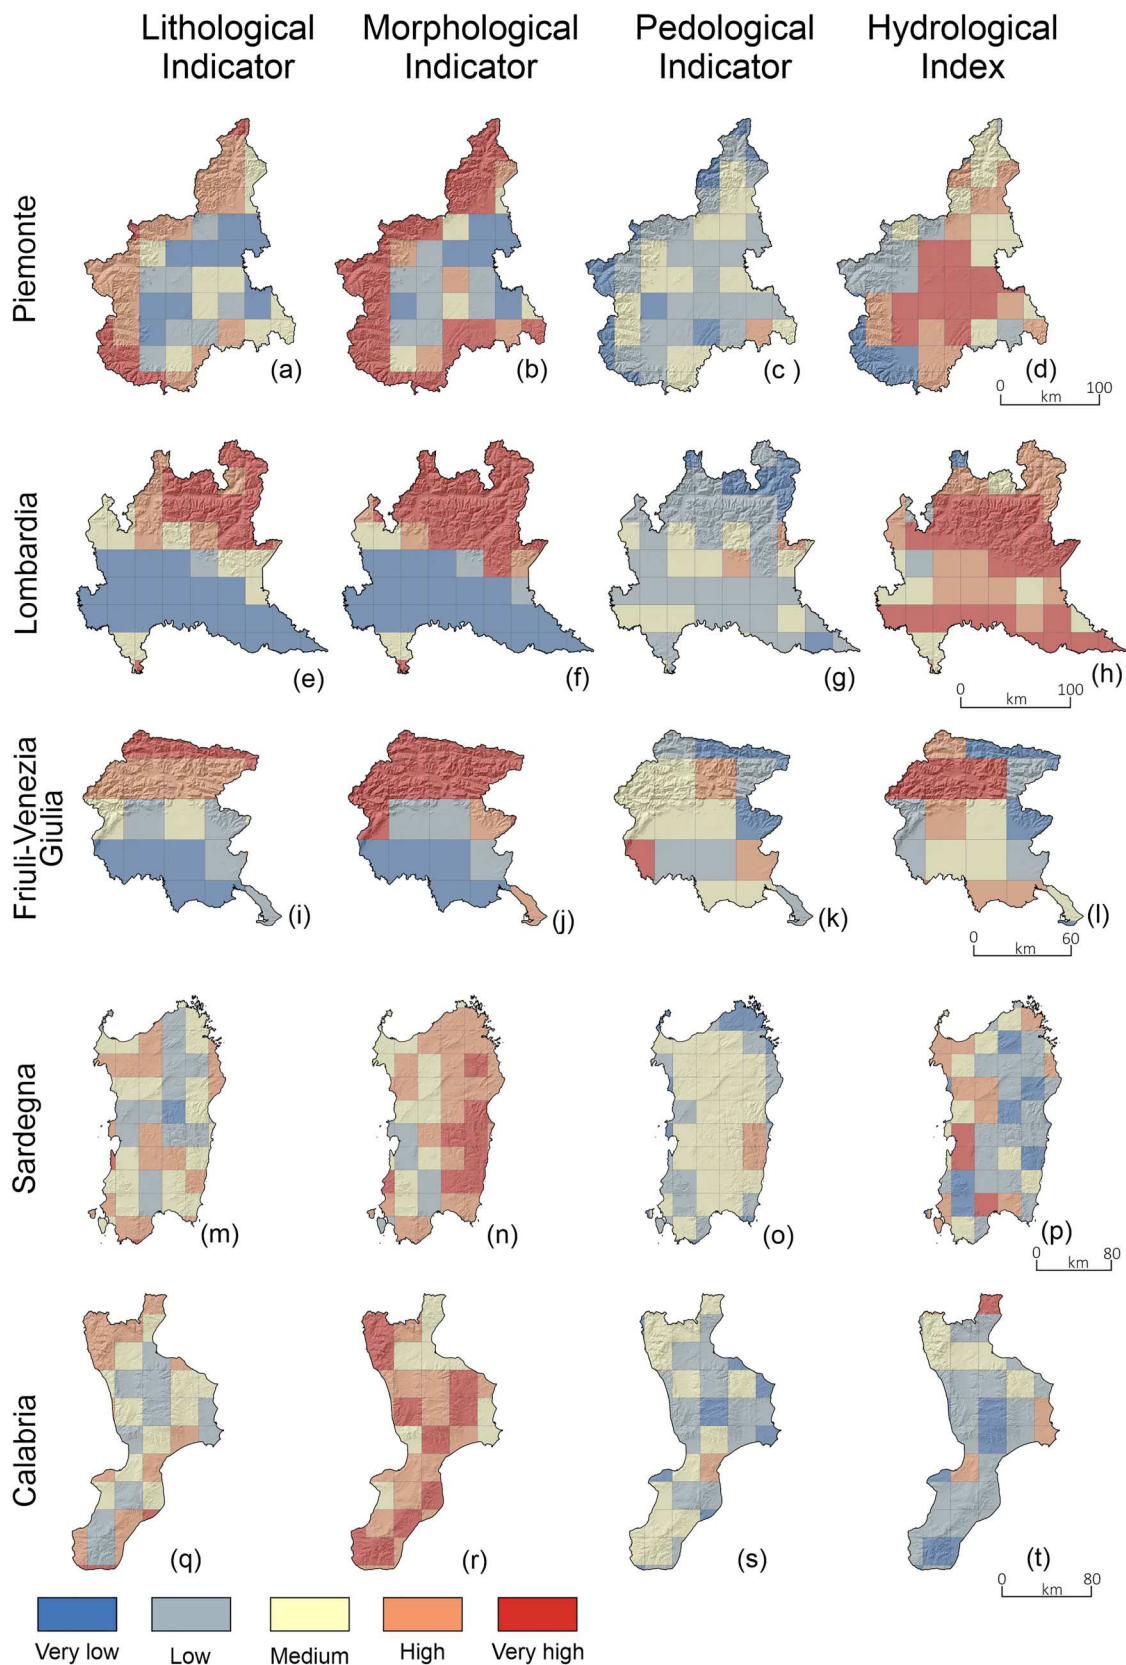 Lithological Indicator
Morphological Indicator
Pedological Indicator
Hydrological Index
Piemonte
(a)
(b)
(c )
(d)
0 100
km
Lombardia
(e)
(f)
(g)
(h)
0 100
km
Friuli-Venezia
Giulia
(i)
(j)
(k)
(l)
0 60
km
Sardegna
(m)
(n)
(o)
(p)
0 80
km
Calabria
(q)
(r)
(s)
(t)
0 80
km
Very low
Low
Medium
High
Very high